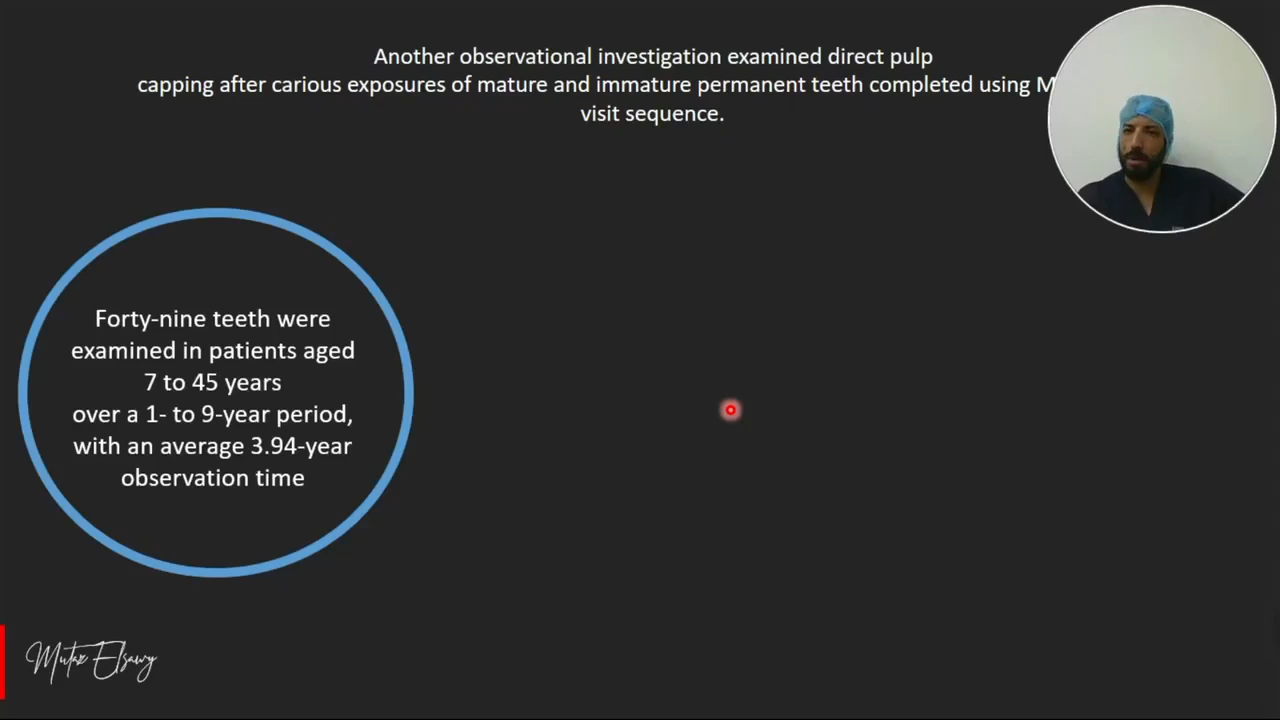 Another observational investigation examined direct pulp
capping after carious exposures of mature and immature permanent teeth completed using
visit sequence.
Forty-nine teeth were
examined in patients aged
7 to 45 years
over a 1- to 9-year period,
with an average 3.94-year
observation time
Mutaz Elsawy